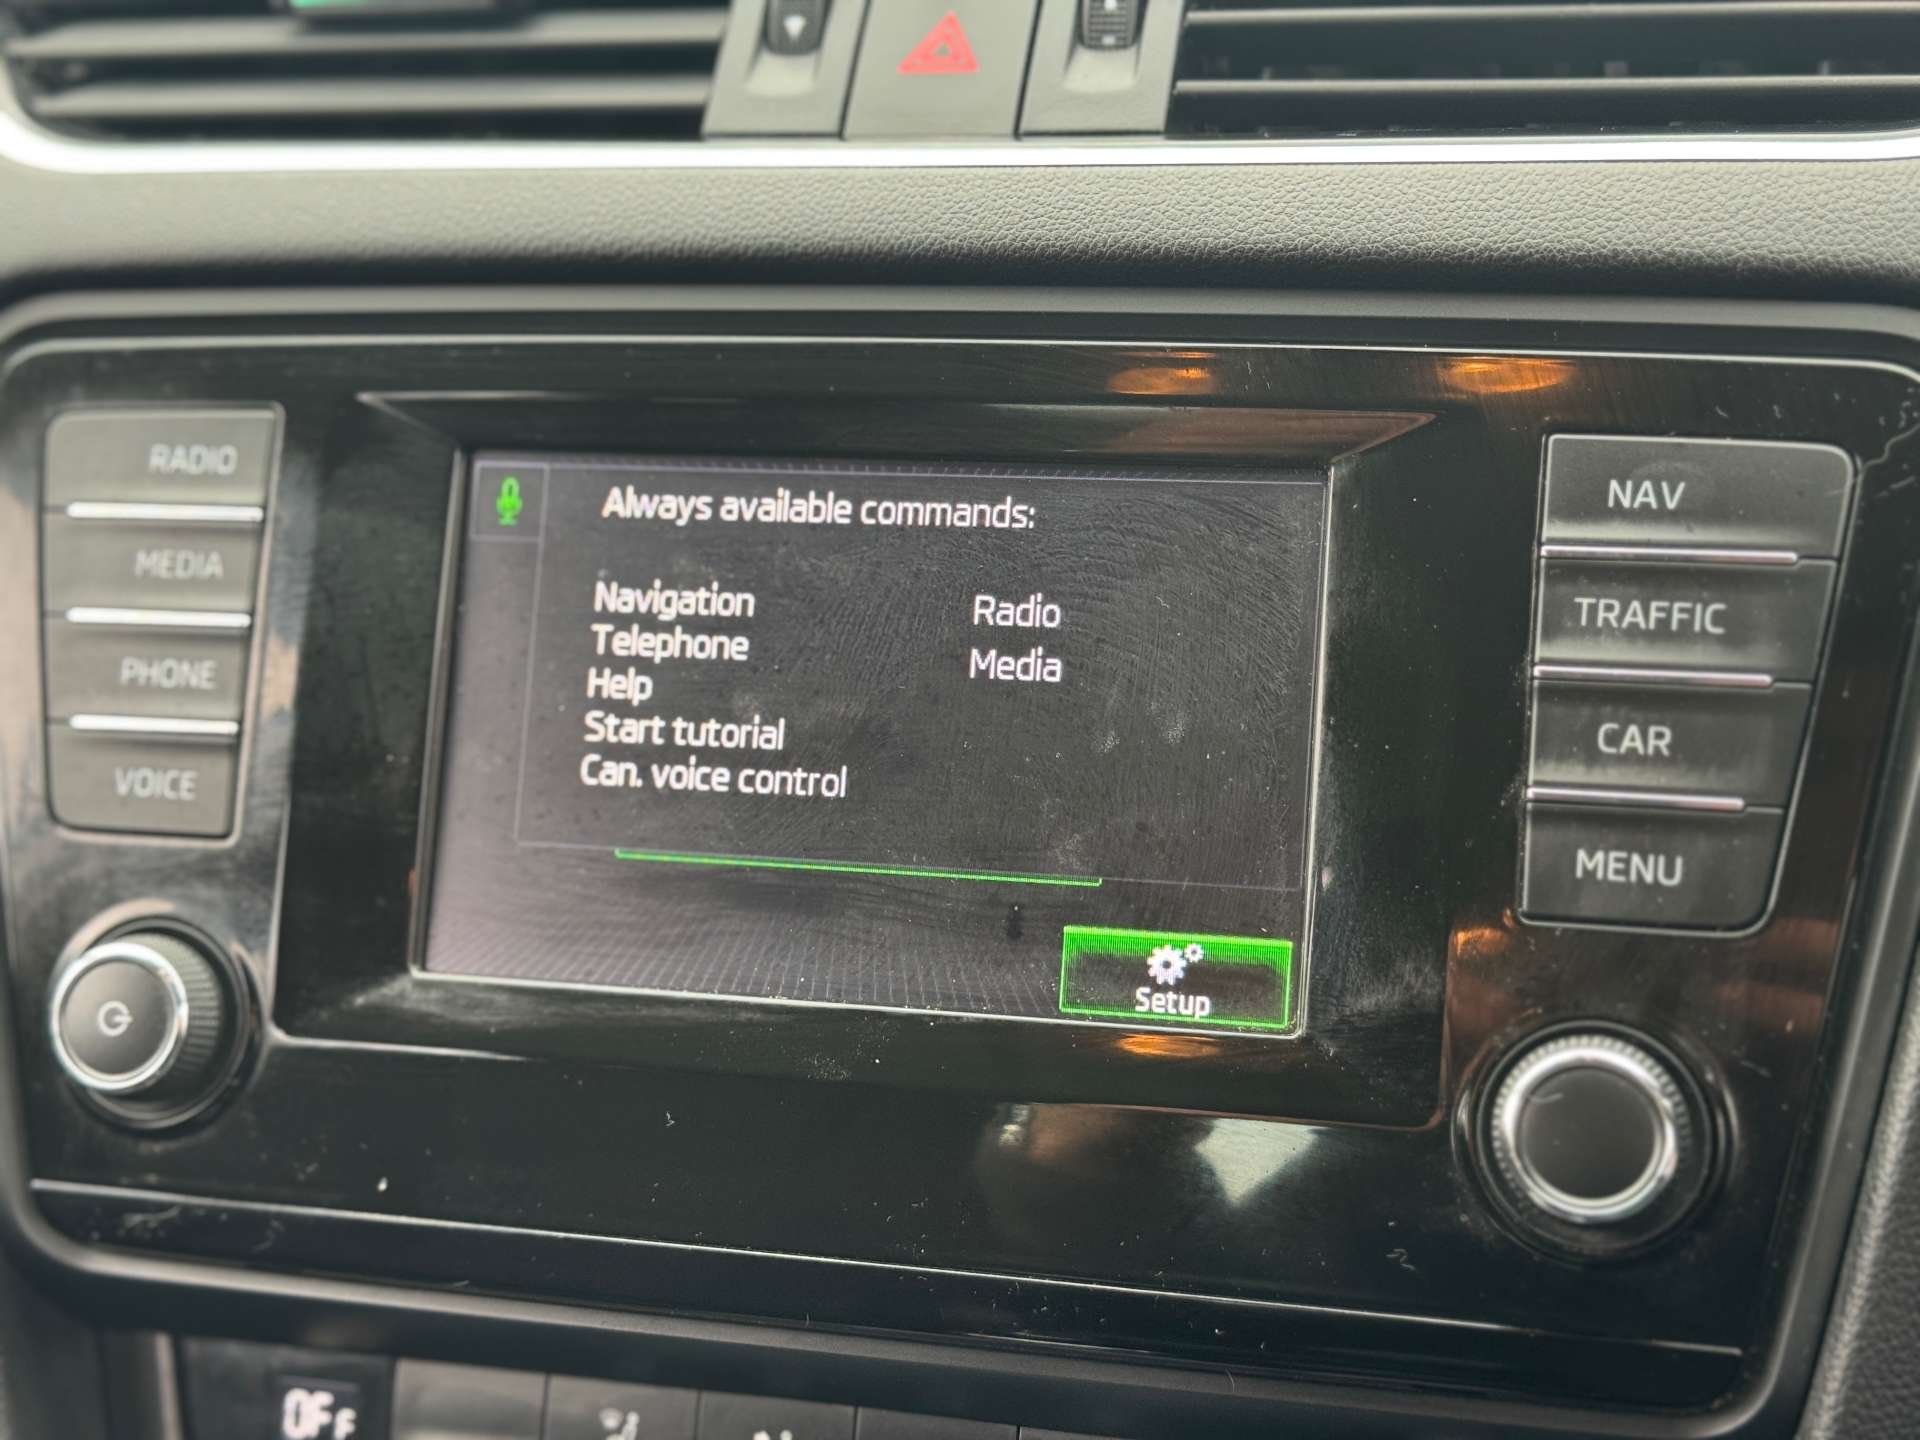 RADIO
MEDIA
PHONE
VOICE
Always available commands:
Navigation
Telephone
Help
Start tutorial
Can. voice control
Radio
Media
Setup
NAV
TRAFFIC
CAR
MENU
OFF